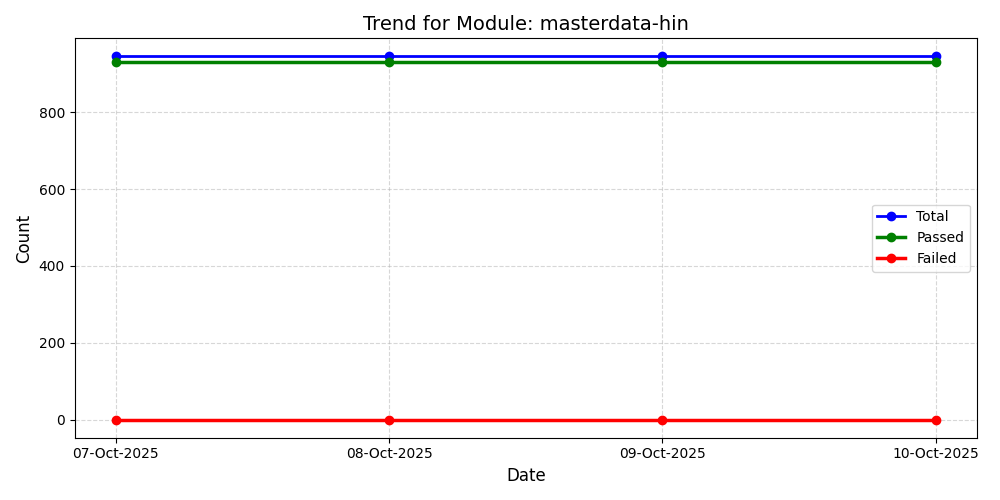 Trend for Module: masterdata-hin
Count
800
600
400
200
0
Total
Passed
Failed
07-Oct-2025 08-Oct-2025 09-Oct-2025 10-Oct-2025
Date